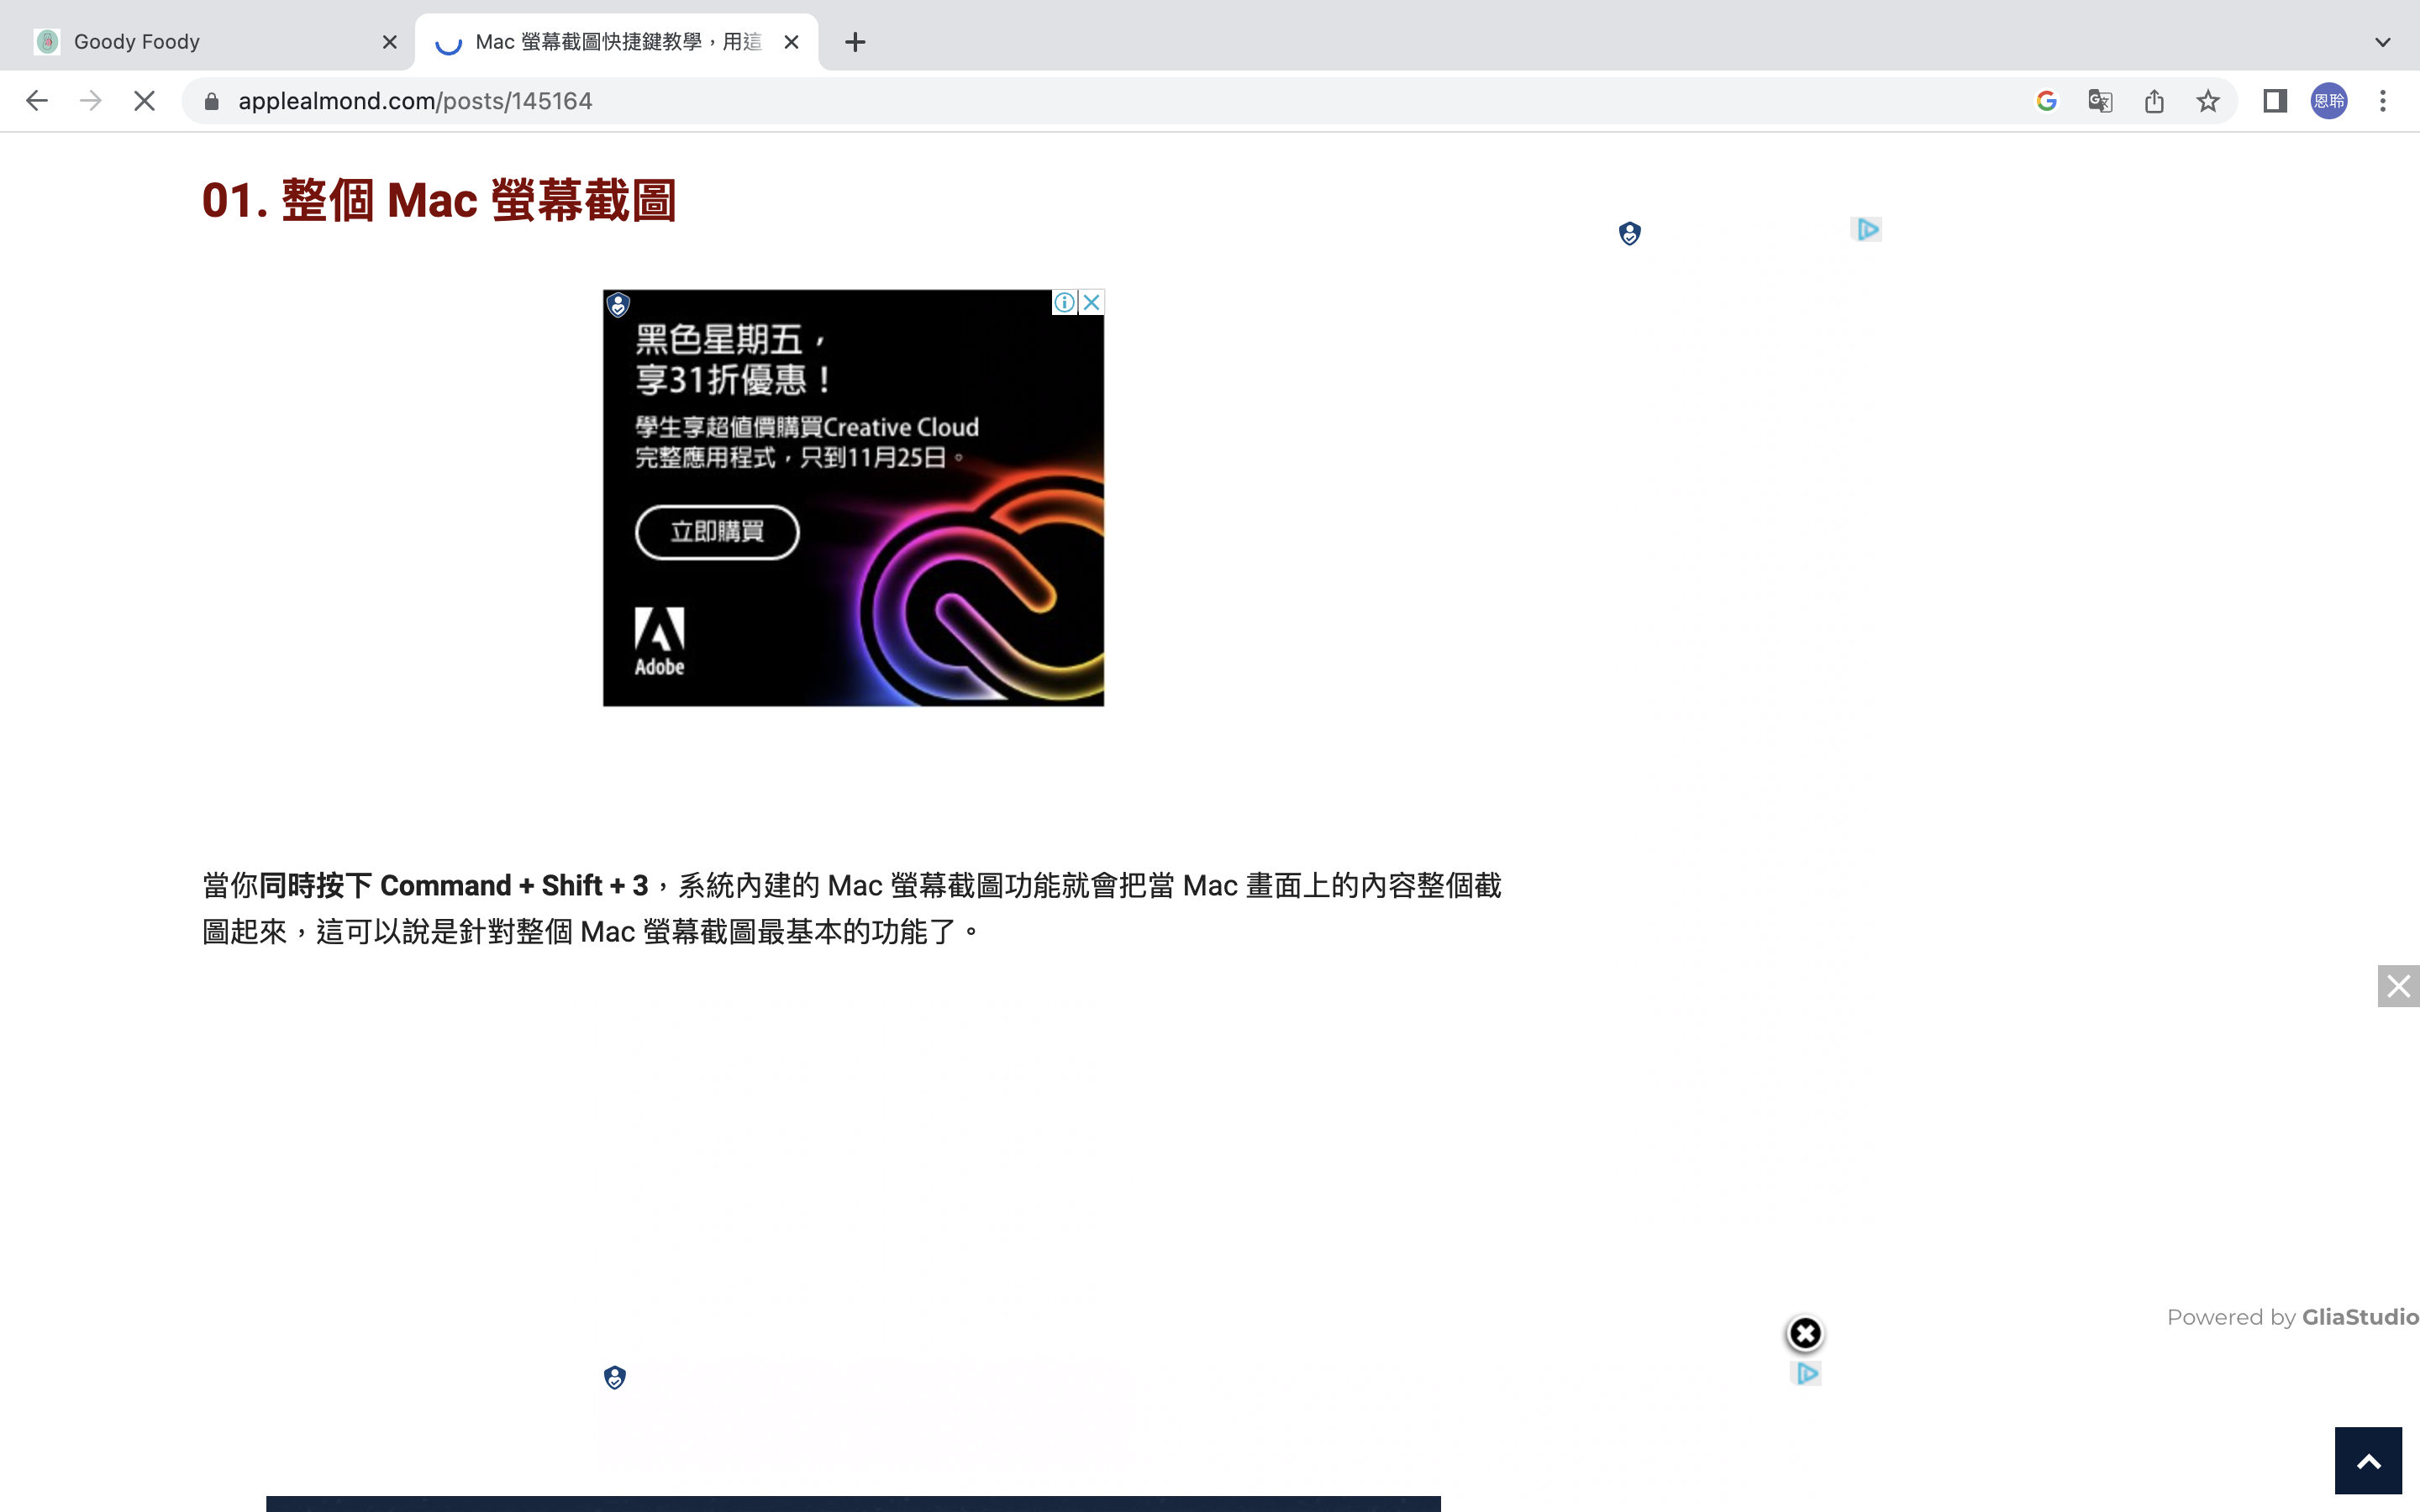 Goody Foody
Mac 螢幕截圖快捷鍵教學，用這
applealmond.com/posts/145164
恩聆
01. 整個 Mac 螢幕截圖
黑色星期五，
享31折優惠！
學生享超值價購買Creative Cloud
完整應用程式，只到11月25日。
立即購買
Adobe
當你同時按下 Command + Shift + 3，系統內建的 Mac 螢幕截圖功能就會把當 Mac 畫面上的內容整個截
圖起來，這可以說是針對整個 Mac 螢幕截圖最基本的功能了。
Powered by GliaStudio